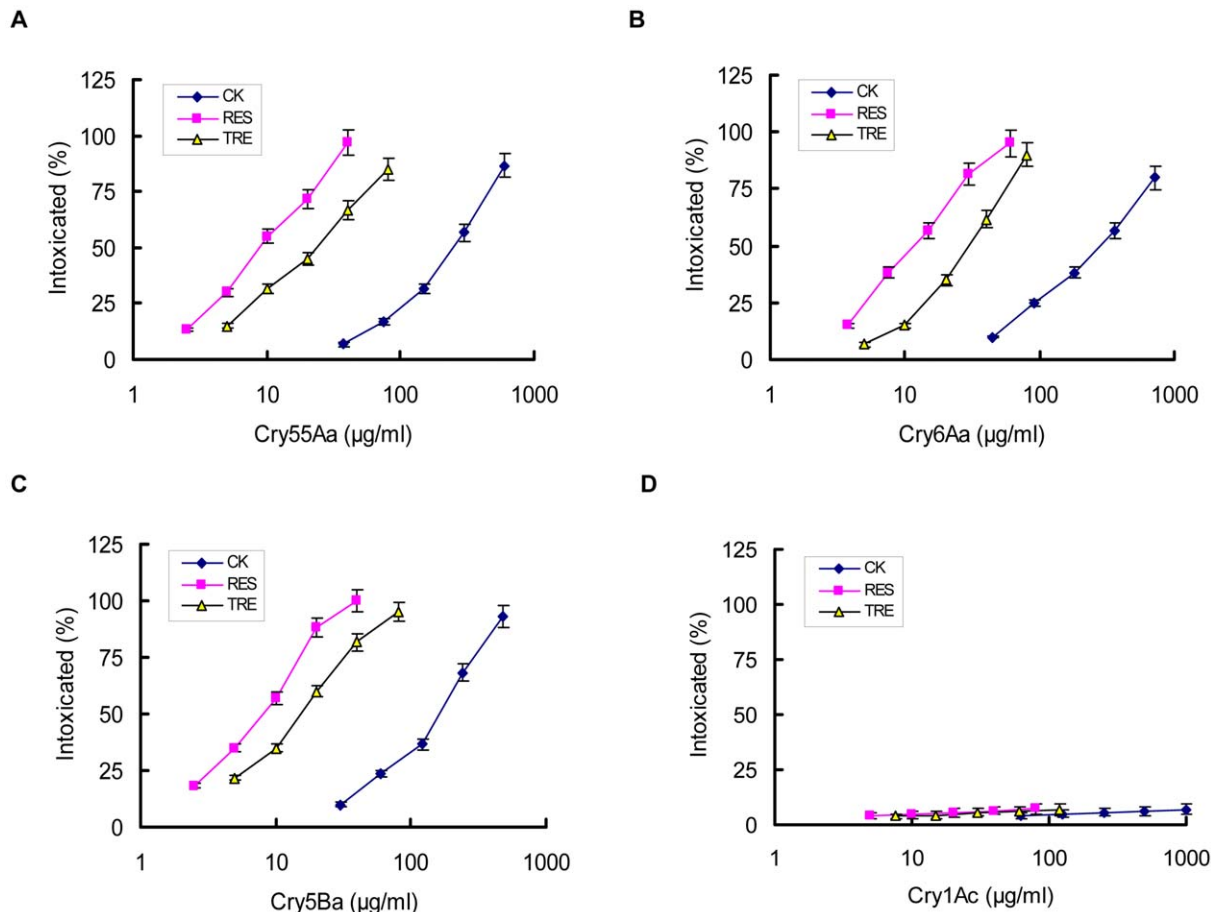 A
Intoxicated (%)
125
100
75
50
25
0
CK
RES
TRE
1 10 100 1000
Cry55Aa (µg/ml)
B
Intoxicated (%)
125
100
75
50
25
0
CK
RES
TRE
1 10 100 1000
Cry6Aa (µg/ml)
C
Intoxicated (%)
125
100
75
50
25
0
CK
RES
TRE
1 10 100 1000
Cry5Ba (µg/ml)
D
Intoxicated (%)
125
100
75
50
25
0
CK
RES
TRE
1 10 100 1000
Cry1Ac (µg/ml)